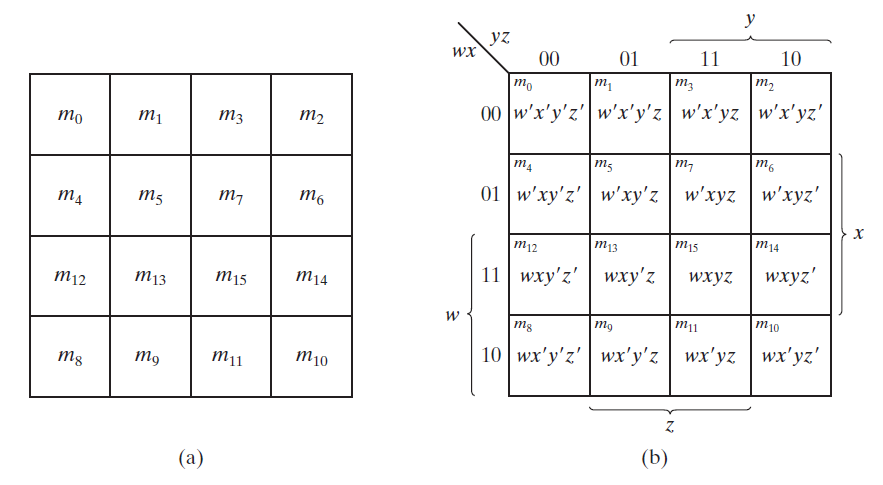 m0 m1 m3 m2
m4 m5 m7 m6
m12 m13 m15 m14
m8 m9 m11 m10
(a)
y
yz
wx
00 01 11 10
m0 m1 m3 m2
00 w'x'y'z' w'x'y'z w'x'yz w'x'yz'
m4 m5 m7 m6
01 w'xy'z' w'xy'z w'xyz w'xyz'
x
m12 m13 m15 m14
11 wxy'z' wxy'z wxyz wxyz'
w
m8 m9 m11 m10
10 wx'y'z' wx'y'z wx'yz wx'yz'
z
(b)